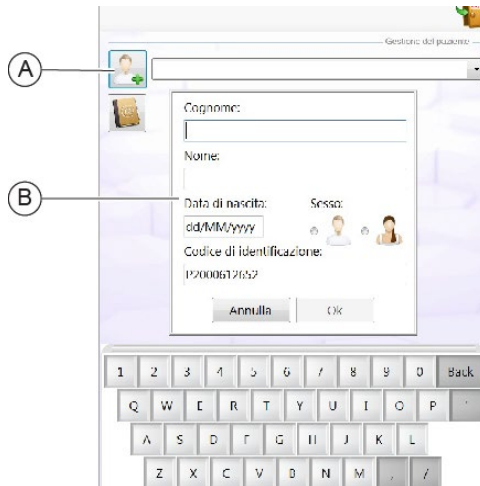 Gestione del paziente
A
Cognome:
Nome:
B
Data di nascita: Sesso:
dd/MM/yyyy
Codice di identificazione:
P2000612652
Annulla Ok
1 2 3 4 5 6 7 8 9 0 Back
Q W E R T Y U I O P '
A S D F G H J K L
Z X C V B N M , /